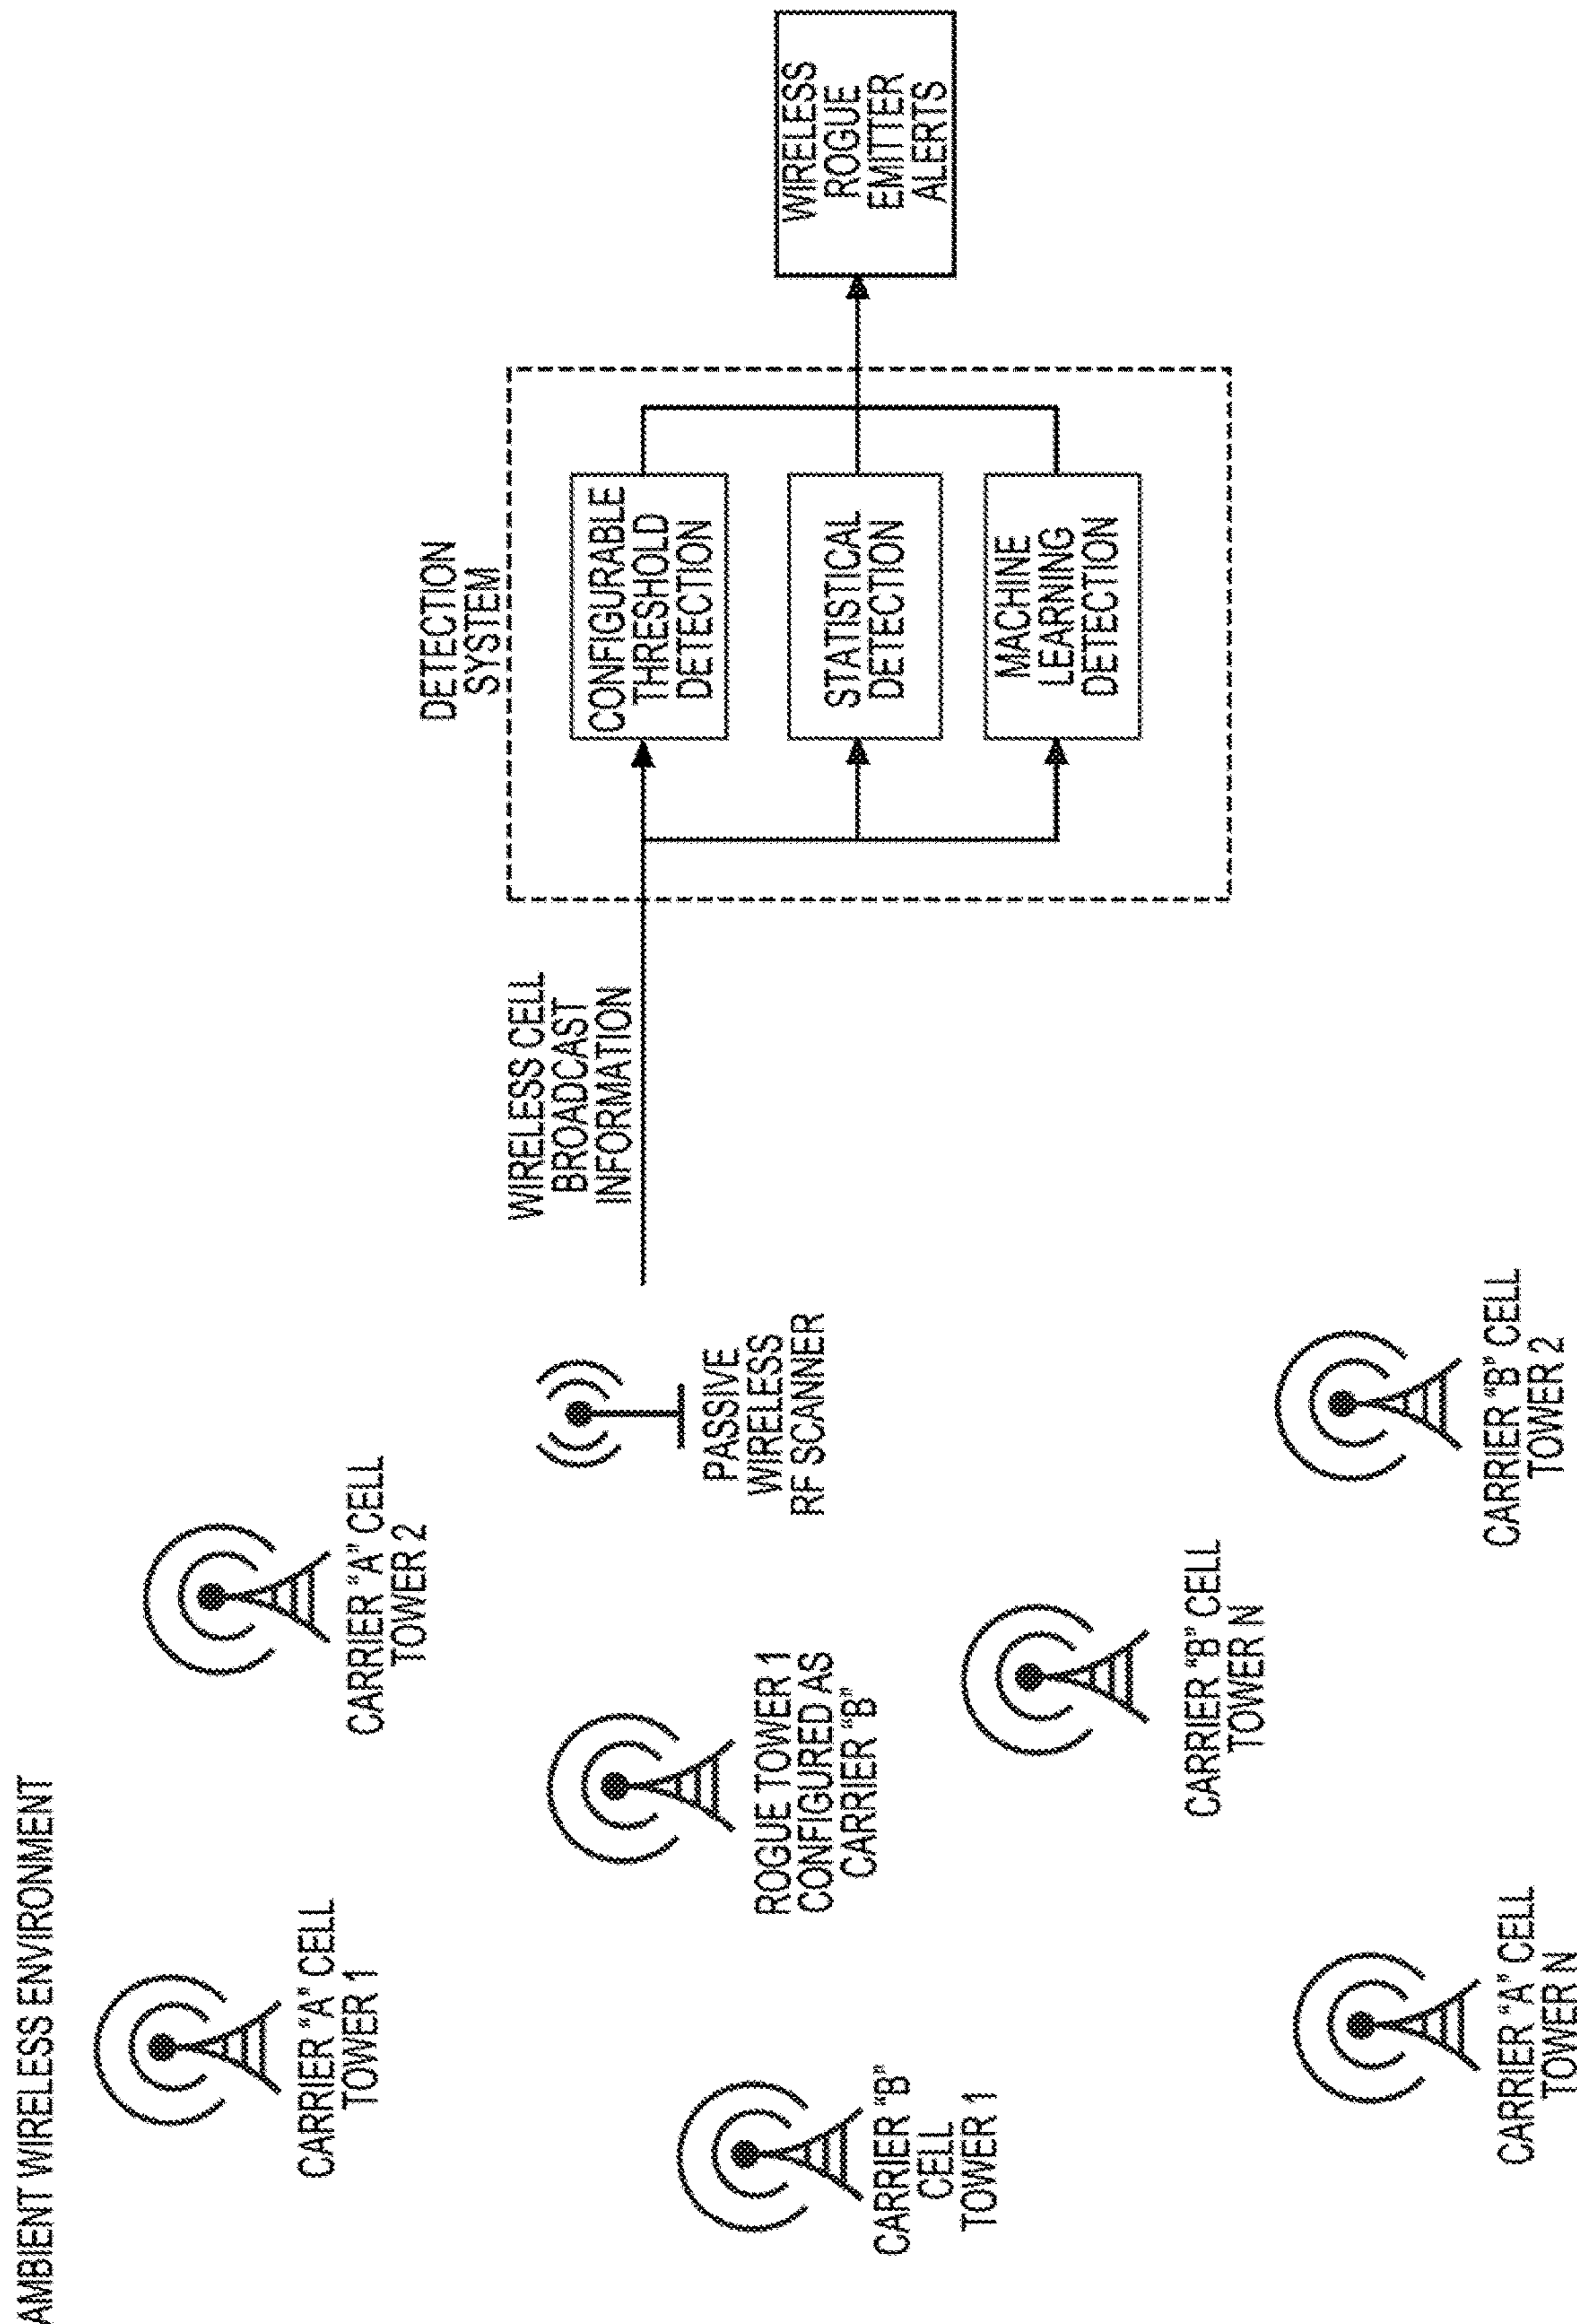 AMBIENT WIRELESS ENVIRONMENT
CARRIER "A" CELL
TOWER 1
CARRIER "A" CELL
TOWER 2
CARRIER "B"
CELL
TOWER 1
ROGUE TOWER 1
CONFIGURED AS
CARRIER "B"
PASSIVE
WIRELESS
RF SCANNER
CARRIER "B" CELL
TOWER N
CARRIER "A" CELL
TOWER N
CARRIER "B" CELL
TOWER 2
WIRELESS CELL
BROADCAST
INFORMATION
DETECTION
SYSTEM
CONFIGURABLE
THRESHOLD
DETECTION
STATISTICAL
DETECTION
MACHINE
LEARNING
DETECTION
WIRELESS
ROGUE
EMITTER
ALERTS